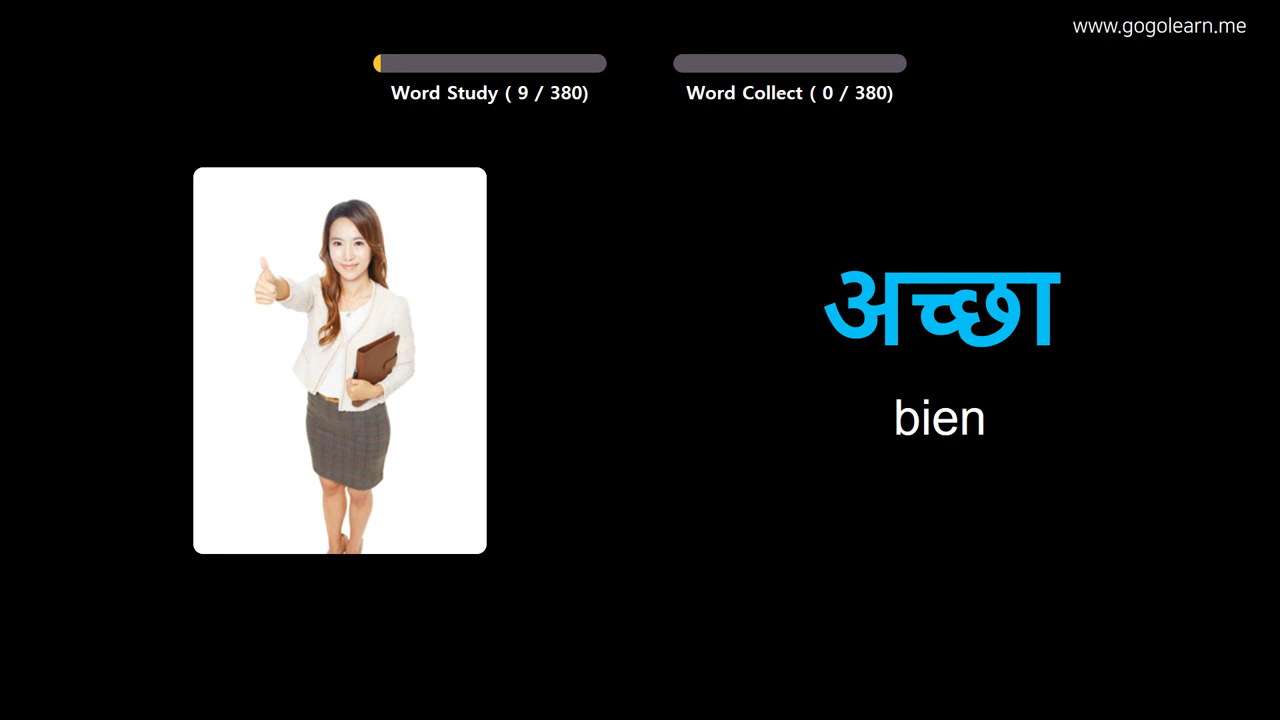 www.gogolearn.me
Word Study ( 9 / 380)
Word Collect ( 0 / 380)
अच्छा
bien